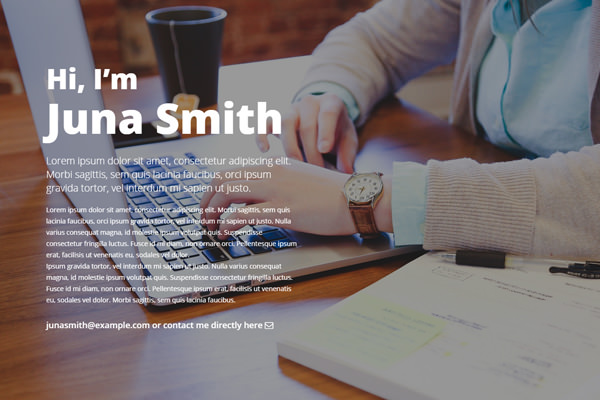 Hi, I’m
Juna Smith
Lorem ipsum dolor sit amet, consectetur adipiscing elit.
Morbi sagittis, sem quis lacinia faucibus, orci ipsum
gravida tortor, vel interdum mi sapien ut justo.
Lorem ipsum dolor sit amet, consectetur adipiscing elit. Morbi sagittis, sem quis
lacinia faucibus, orci ipsum gravida tortor, vel interdum mi sapien ut justo. Nulla
varius consequat magna, id molestie ipsum volutpat quis. Suspendisse
consectetur fringilla luctus. Fusce id mi diam, non ornare orci. Pellentesque ipsum
erat, facilisis ut venenatis eu, sodales vel dolor.
Ipsum gravida tortor, vel interdum mi sapien ut justo. Nulla varius consequat
magna, id molestie ipsum volutpat quis. Suspendisse consectetur fringilla luctus.
Fusce id mi diam, non ornare orci. Pellentesque ipsum erat, facilisis ut venenatis
eu, sodales vel dolor. Morbi sagittis, sem quis lacinia faucibus.
junasmith@example.com or contact me directly here